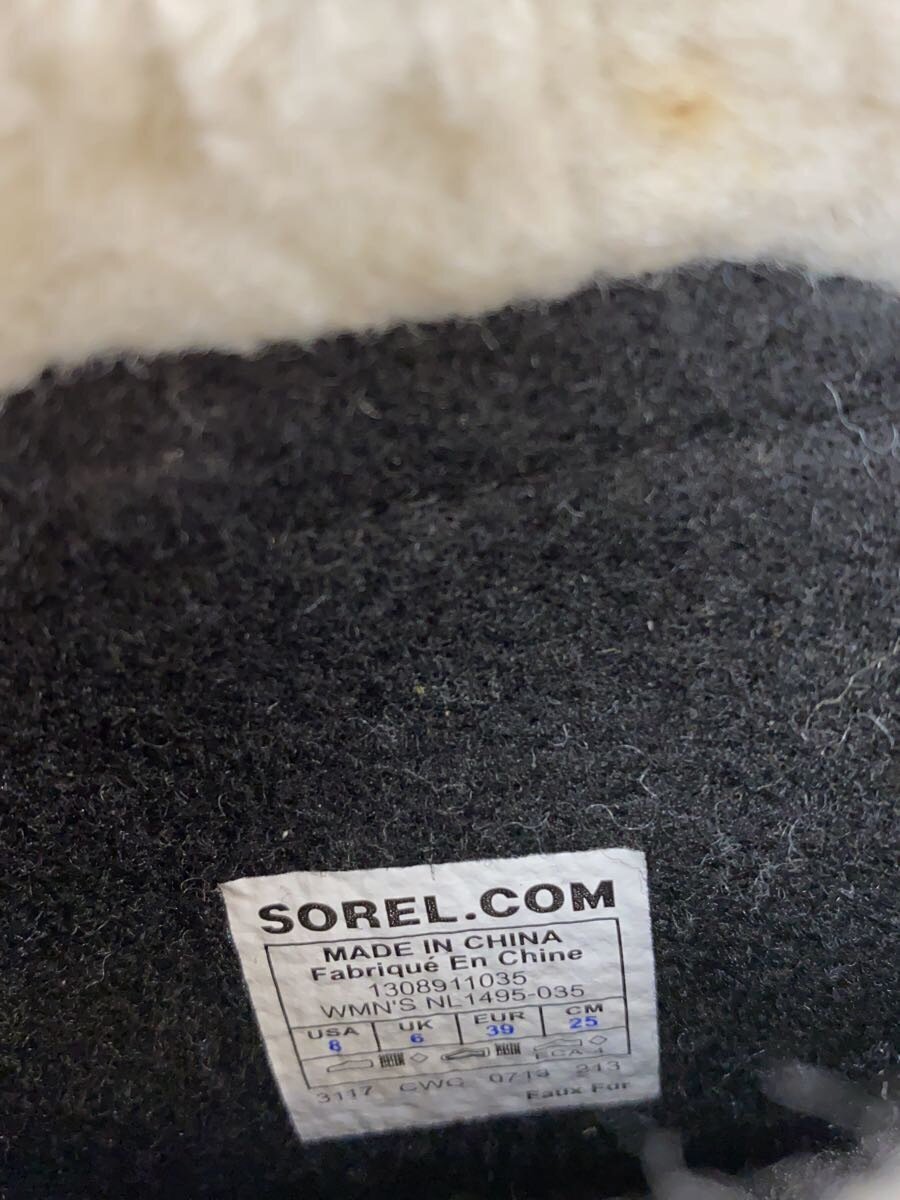 SOREL.COM
MADE IN CHINA
Fabriqué En Chine
1308911035
WMN'S NL1495-035
USA UK EUR CM
8 6 39 25
3117 0713 213
Faux Fur